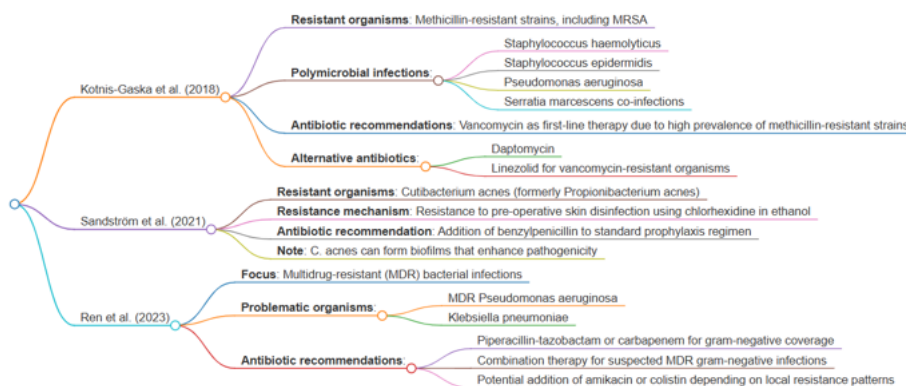 Kotnis-Gaska et al. (2018)
Resistant organisms: Methicillin-resistant strains, including MRSA
Polymicrobial infections:
Staphylococcus haemolyticus
Staphylococcus epidermidis
Pseudomonas aeruginosa
Serratia marcescens co-infections
Antibiotic recommendations: Vancomycin as first-line therapy due to high prevalence of methicillin-resistant strains
Alternative antibiotics:
Daptomycin
Linezolid for vancomycin-resistant organisms
Sandström et al. (2021)
Resistant organisms: Cutibacterium acnes (formerly Propionibacterium acnes)
Resistance mechanism: Resistance to pre-operative skin disinfection using chlorhexidine in ethanol
Antibiotic recommendation: Addition of benzylpenicillin to standard prophylaxis regimen
Note: C. acnes can form biofilms that enhance pathogenicity
Ren et al. (2023)
Focus: Multidrug-resistant (MDR) bacterial infections
Problematic organisms:
MDR Pseudomonas aeruginosa
Klebsiella pneumoniae
Antibiotic recommendations:
Piperacillin-tazobactam or carbapenem for gram-negative coverage
Combination therapy for suspected MDR gram-negative infections
Potential addition of amikacin or colistin depending on local resistance patterns